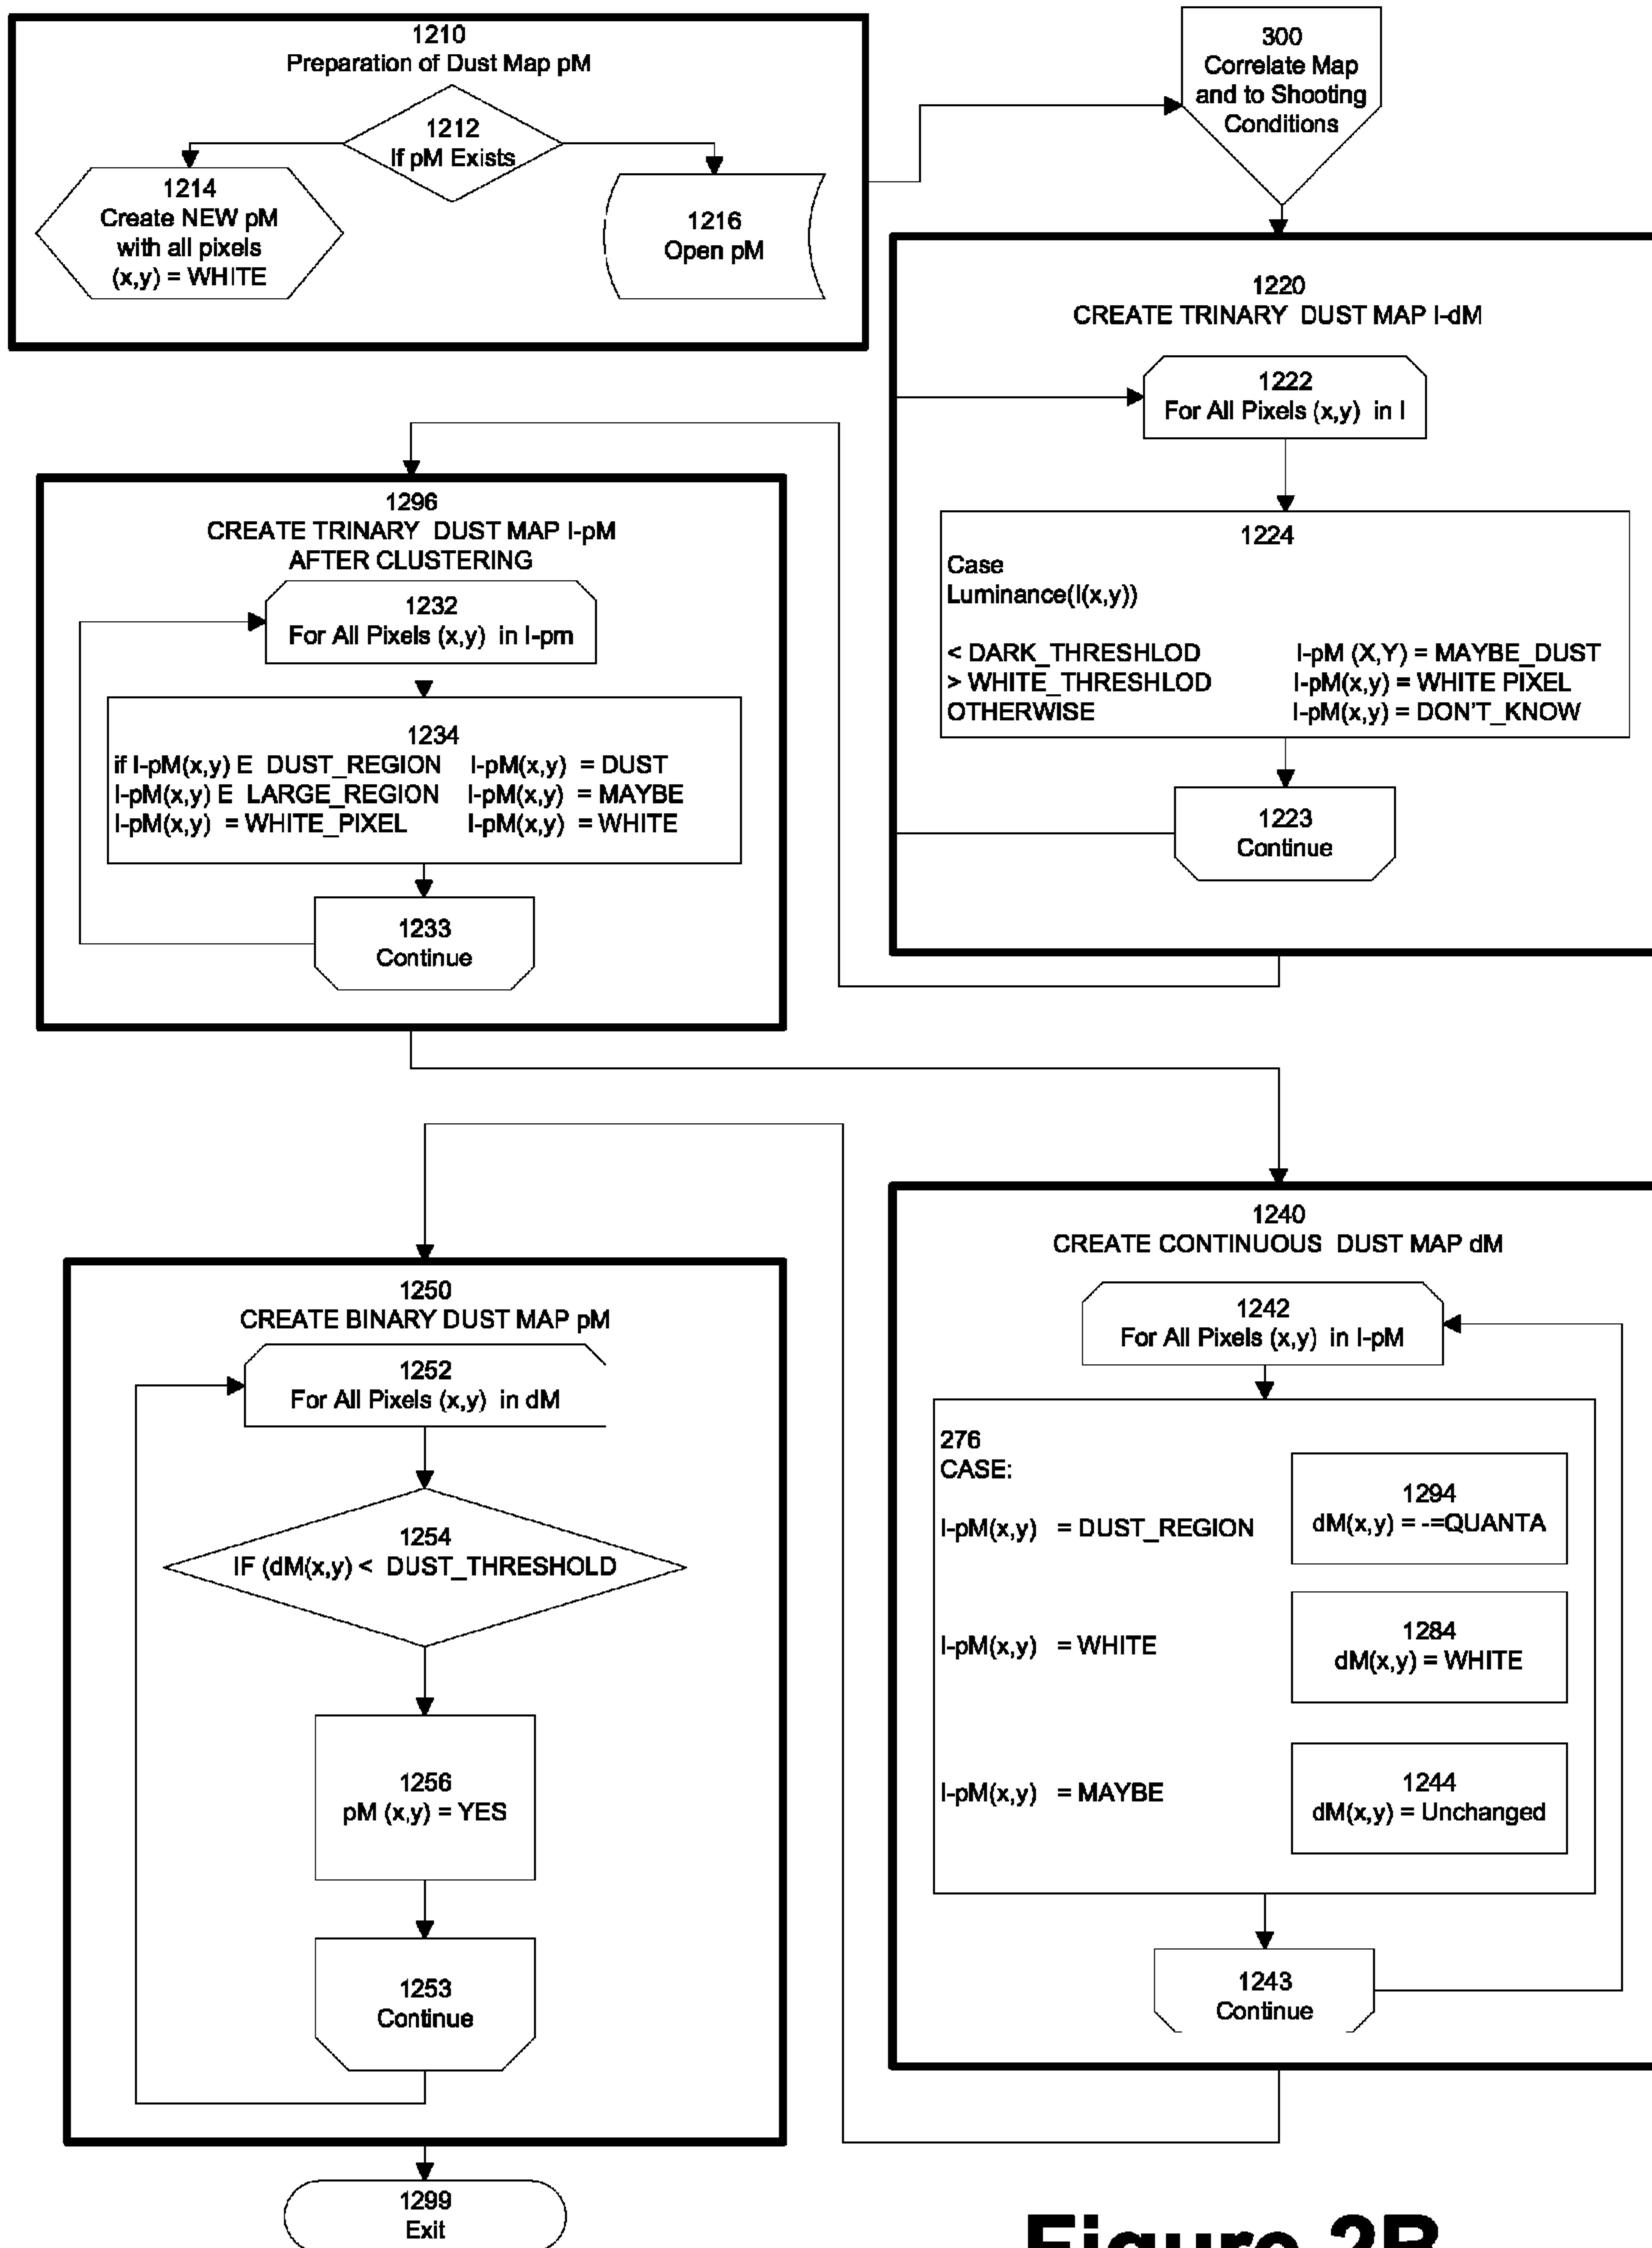 1210
Preparation of Dust Map pM
1212
If pM Exists
1214
Create NEW pM
with all pixels
(x,y) = WHITE
1216
Open pM
300
Correlate Map
and to Shooting
Conditions
1220
CREATE TRINARY DUST MAP I-dM
1222
For All Pixels (x,y) in I
1224
Case
Luminance(I(x,y))
< DARK_THRESHLOD I-pM (X,Y) = MAYBE_DUST
> WHITE_THRESHLOD I-pM(x,y) = WHITE PIXEL
OTHERWISE I-pM(x,y) = DON'T_KNOW
1223
Continue
1296
CREATE TRINARY DUST MAP I-pM
AFTER CLUSTERING
1232
For All Pixels (x,y) in I-pm
1234
if I-pM(x,y) E DUST_REGION I-pM(x,y) = DUST
I-pM(x,y) E LARGE_REGION I-pM(x,y) = MAYBE
I-pM(x,y) = WHITE_PIXEL I-pM(x,y) = WHITE
1233
Continue
1240
CREATE CONTINUOUS DUST MAP dM
1242
For All Pixels (x,y) in I-pM
276
CASE:
I-pM(x,y) = DUST_REGION
1294
dM(x,y) = -=QUANTA
I-pM(x,y) = WHITE
1284
dM(x,y) = WHITE
I-pM(x,y) = MAYBE
1244
dM(x,y) = Unchanged
1243
Continue
1250
CREATE BINARY DUST MAP pM
1252
For All Pixels (x,y) in dM
1254
IF (dM(x,y) < DUST_THRESHOLD
1256
pM (x,y) = YES
1253
Continue
1299
Exit
Figure 2B